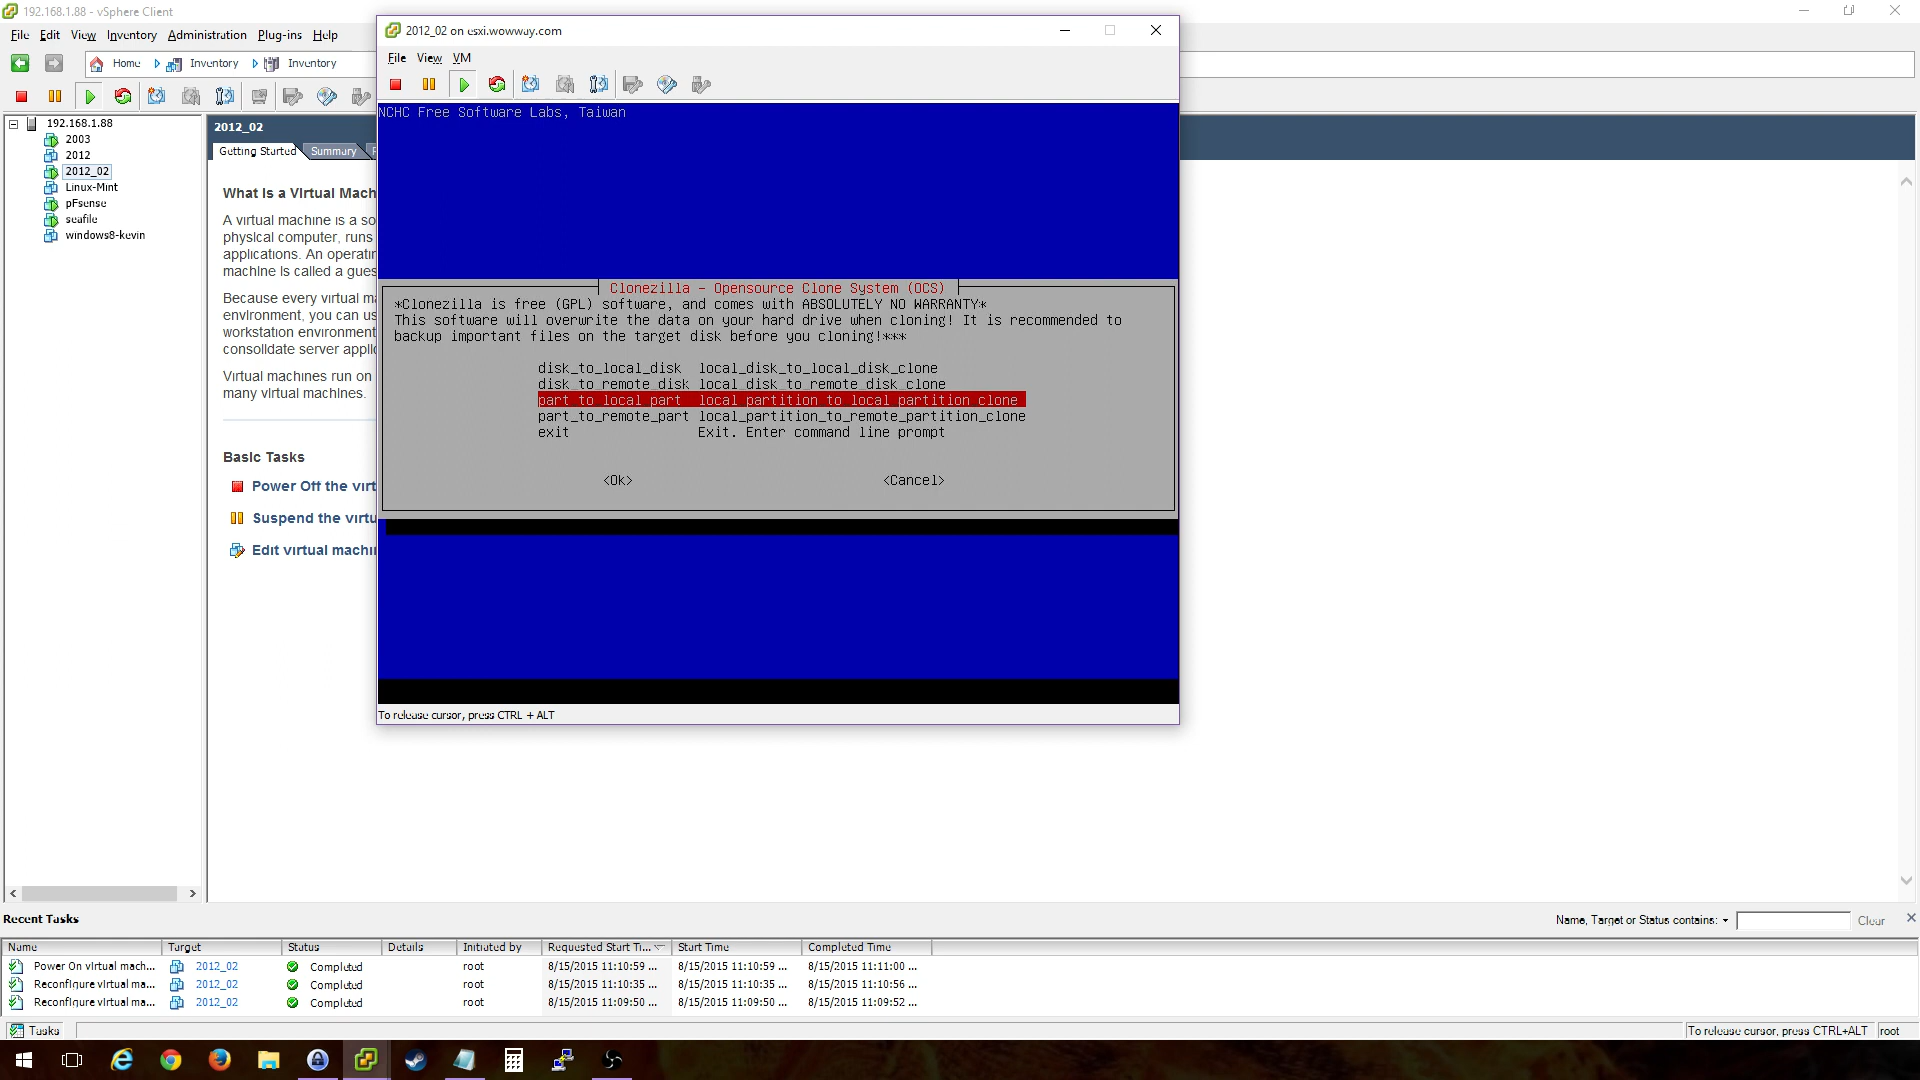 192.168.1.88 - vSphere Client
File Edit View Inventory Administration Plug-ins Help
Home Inventory Inventory
192.168.1.88
2003
2012
2012_02
Linux-Mint
pFsense
seafile
windows8-kevin
2012_02
Getting Started Summary
What is a Virtual Mach
A virtual machine is a so
physical computer, runs
applications. An operatin
machine is called a gues
Because every virtual ma
environment, you can us
workstation environment
consolidate server applic
Virtual machines run on
many virtual machines.
Basic Tasks
Power Off the virt
Suspend the virtu
Edit virtual machi
2012_02 on esxi.wowway.com
File View VM
NCHC Free Software Labs, Taiwan
Clonezilla - Opensource Clone System (OCS)
*Clonezilla is free (GPL) software, and comes with ABSOLUTELY NO WARRANTY*
This software will overwrite the data on your hard drive when cloning! It is recommended to
backup important files on the target disk before you cloning!***
disk_to_local_disk local_disk_to_local_disk_clone
disk_to_remote_disk local_disk_to_remote_disk_clone
part_to_local_part local_partition_to_local_partition_clone
part_to_remote_part local_partition_to_remote_partition_clone
exit Exit. Enter command line prompt
<Ok> <Cancel>
To release cursor, press CTRL + ALT
Recent Tasks Name, Target or Status contains: Clear
Name Target Status Details Initiated by Requested Start Ti... Start Time Completed Time
Power On virtual mach... 2012_02 Completed root 8/15/2015 11:10:59 ... 8/15/2015 11:10:59 ... 8/15/2015 11:11:00 ...
Reconfigure virtual ma... 2012_02 Completed root 8/15/2015 11:10:35 ... 8/15/2015 11:10:35 ... 8/15/2015 11:10:56 ...
Reconfigure virtual ma... 2012_02 Completed root 8/15/2015 11:09:50 ... 8/15/2015 11:09:50 ... 8/15/2015 11:09:52 ...
Tasks To release cursor, press CTRL+ALT root